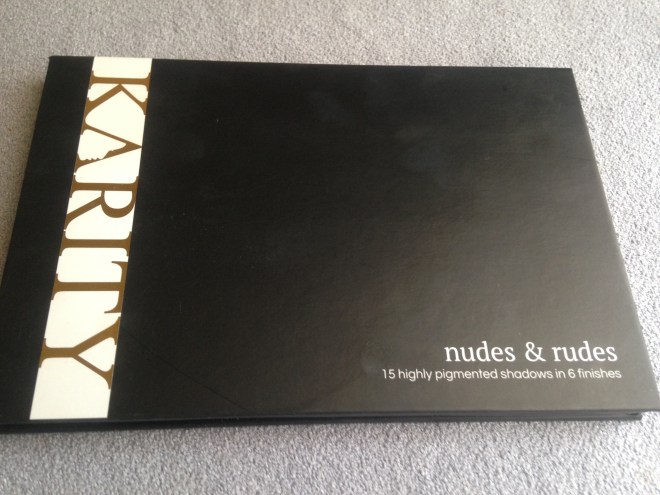 KARITY
nudes & rudes
15 highly pigmented shadows in 6 finishes